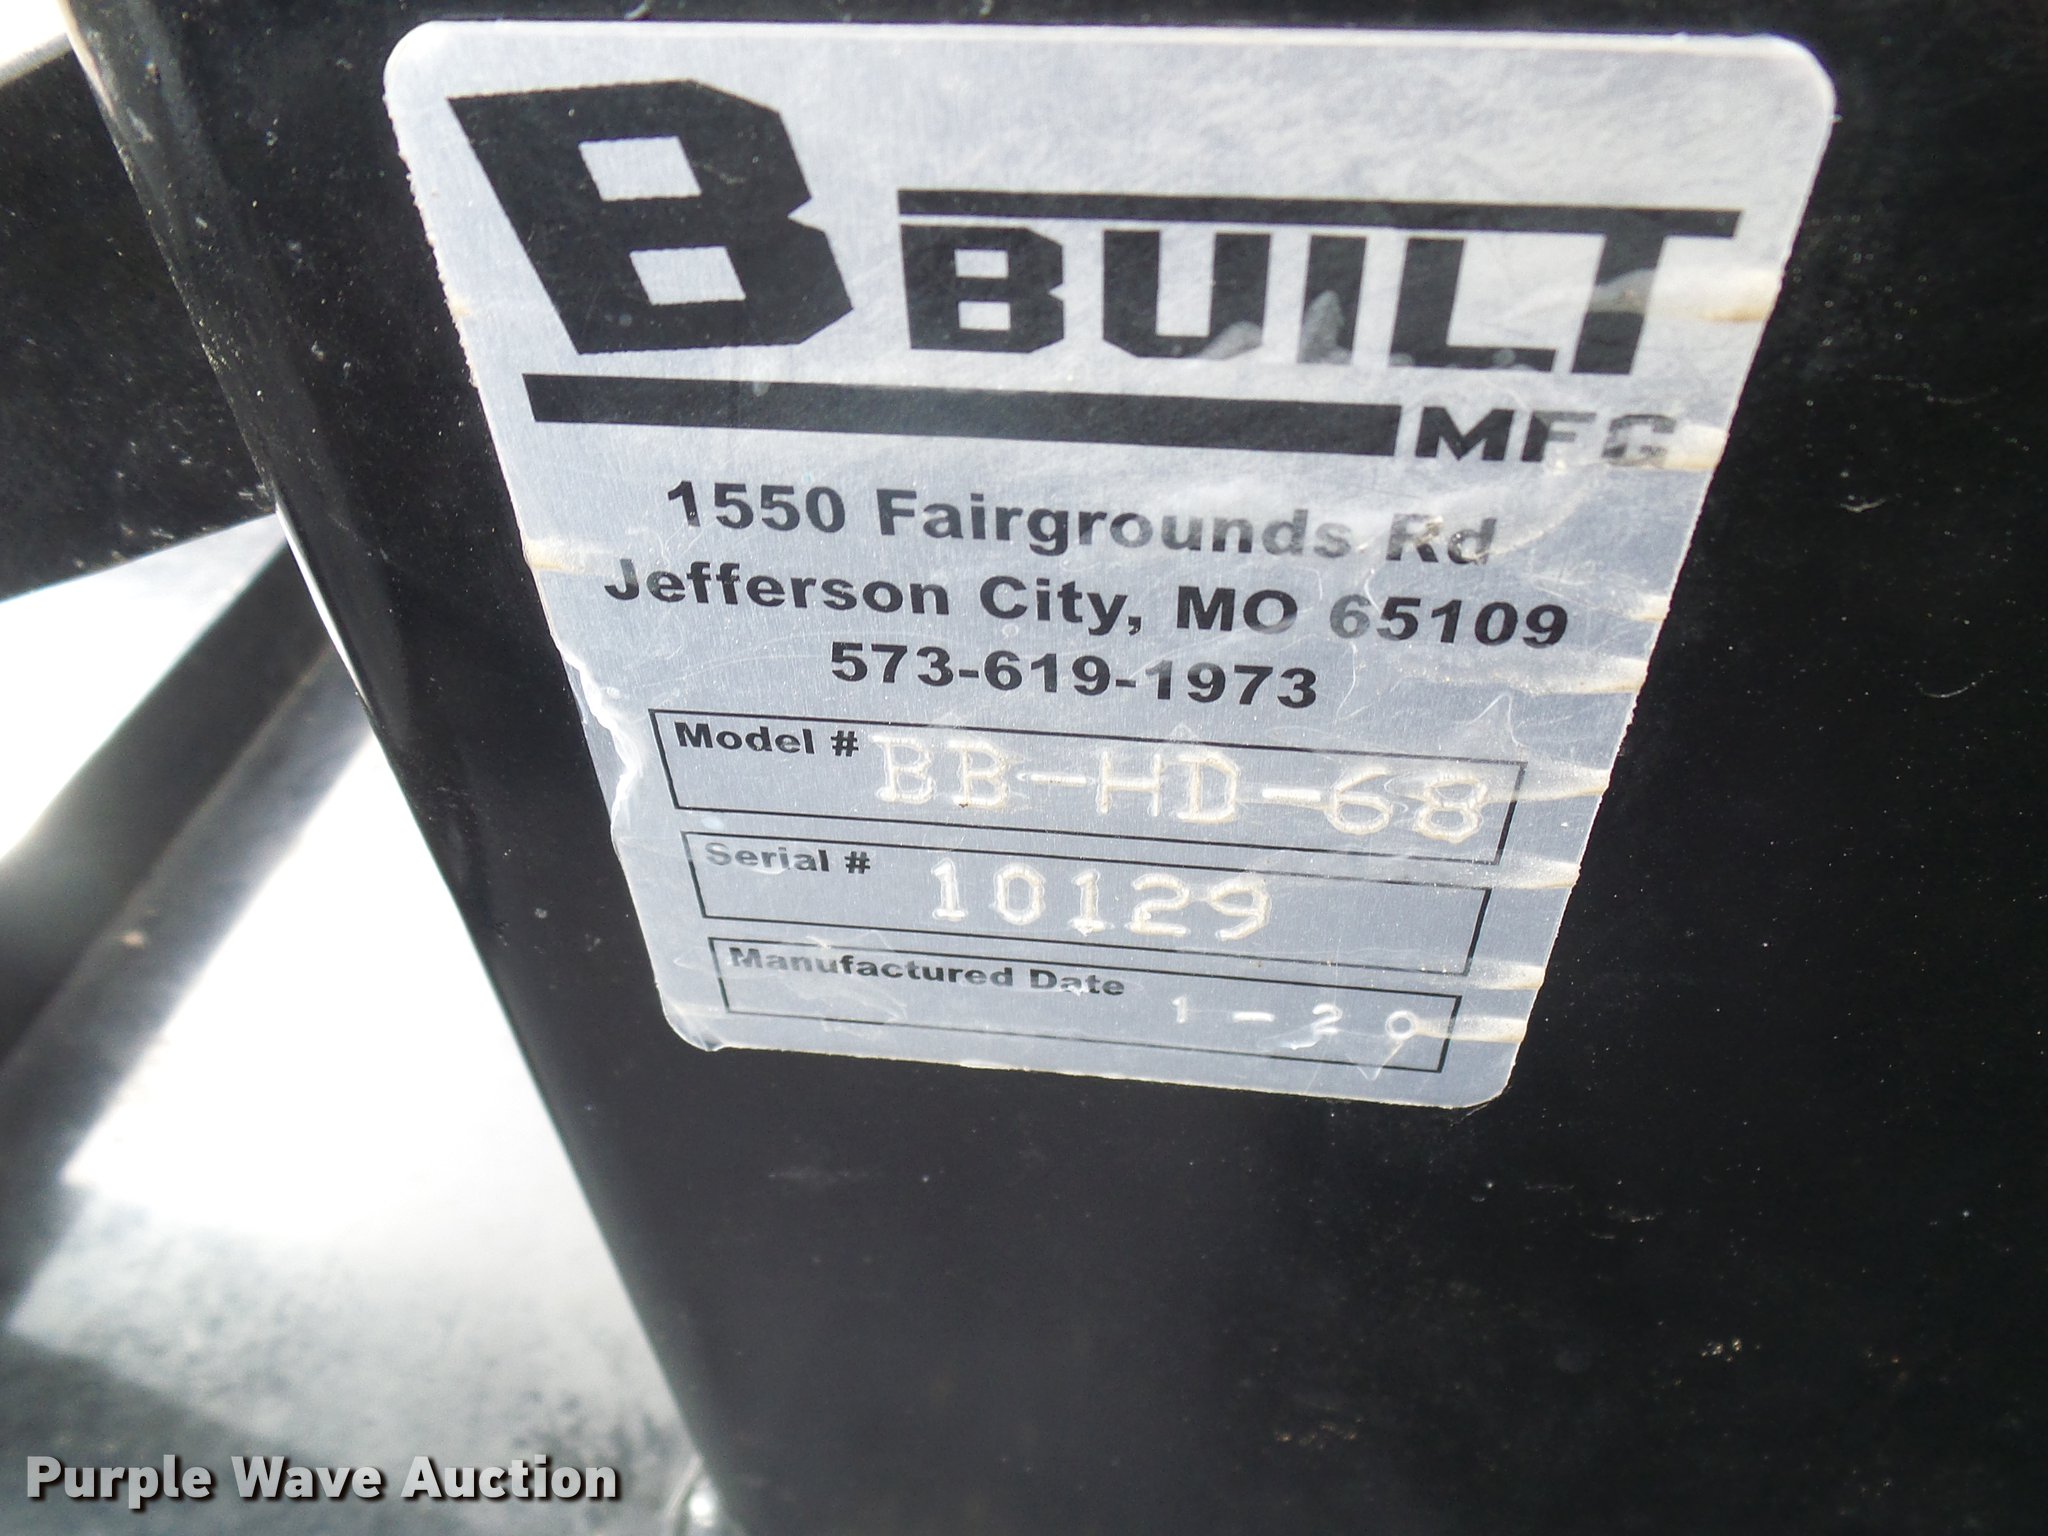 B BUILT
MFG
1550 Fairgrounds Rd
Jefferson City, MO 65109
573-619-1973
Model # BB-HD-68
Serial # 10129
Manufactured Date 1-20
Purple Wave Auction